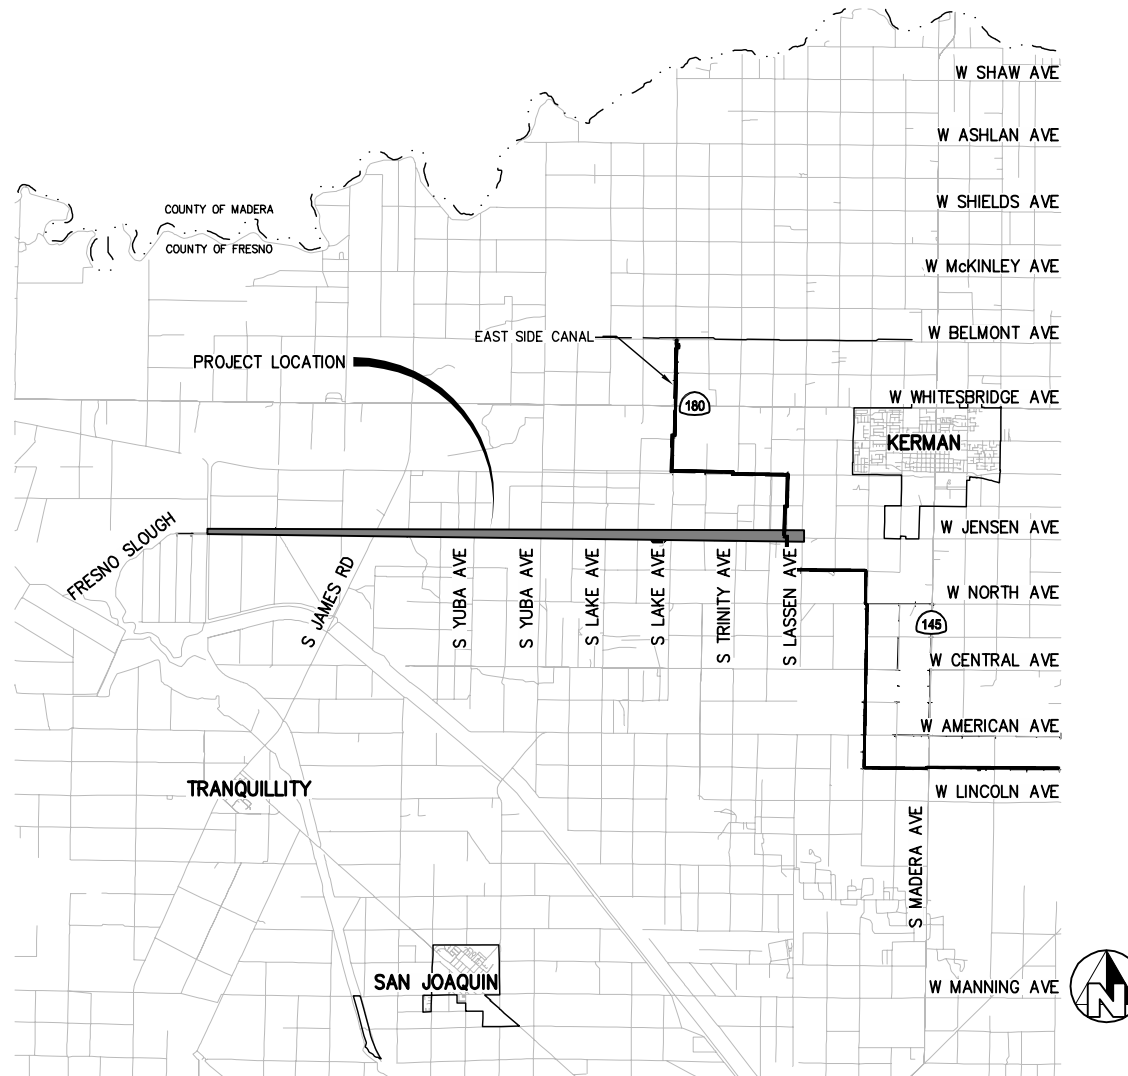 W SHAW AVE
W ASHLAN AVE
W SHIELDS AVE
COUNTY OF MADERA
COUNTY OF FRESNO
W McKINLEY AVE
W BELMONT AVE
EAST SIDE CANAL
PROJECT LOCATION
W WHITESBRIDGE AVE
180
KERMAN
W JENSEN AVE
FRESNO SLOUGH
S JAMES RD
S YUBA AVE
S YUBA AVE
S LAKE AVE
S LAKE AVE
S TRINITY AVE
S LASSEN AVE
W NORTH AVE
145
W CENTRAL AVE
W AMERICAN AVE
TRANQUILLITY
W LINCOLN AVE
S MADERA AVE
SAN JOAQUIN
W MANNING AVE
N